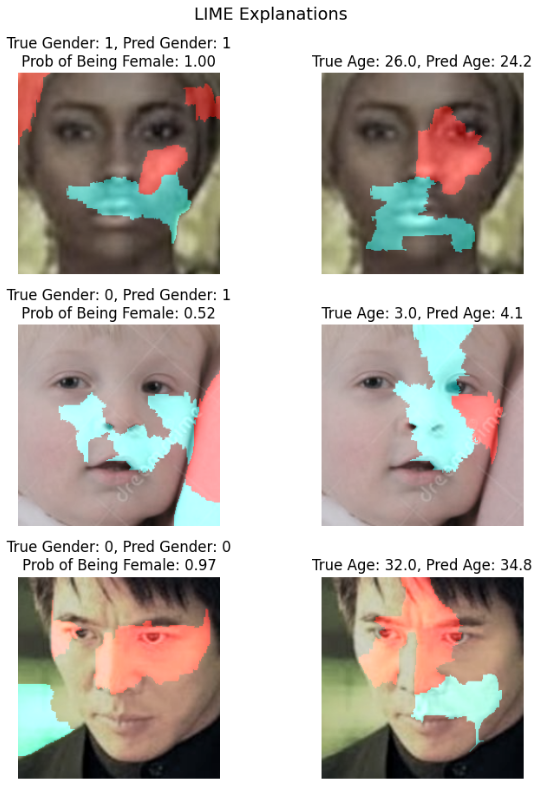 LIME Explanations
True Gender: 1, Pred Gender: 1
Prob of Being Female: 1.00
True Age: 26.0, Pred Age: 24.2
True Gender: 0, Pred Gender: 1
Prob of Being Female: 0.52
True Age: 3.0, Pred Age: 4.1
dreamstime
dreamstime
True Gender: 0, Pred Gender: 0
Prob of Being Female: 0.97
True Age: 32.0, Pred Age: 34.8